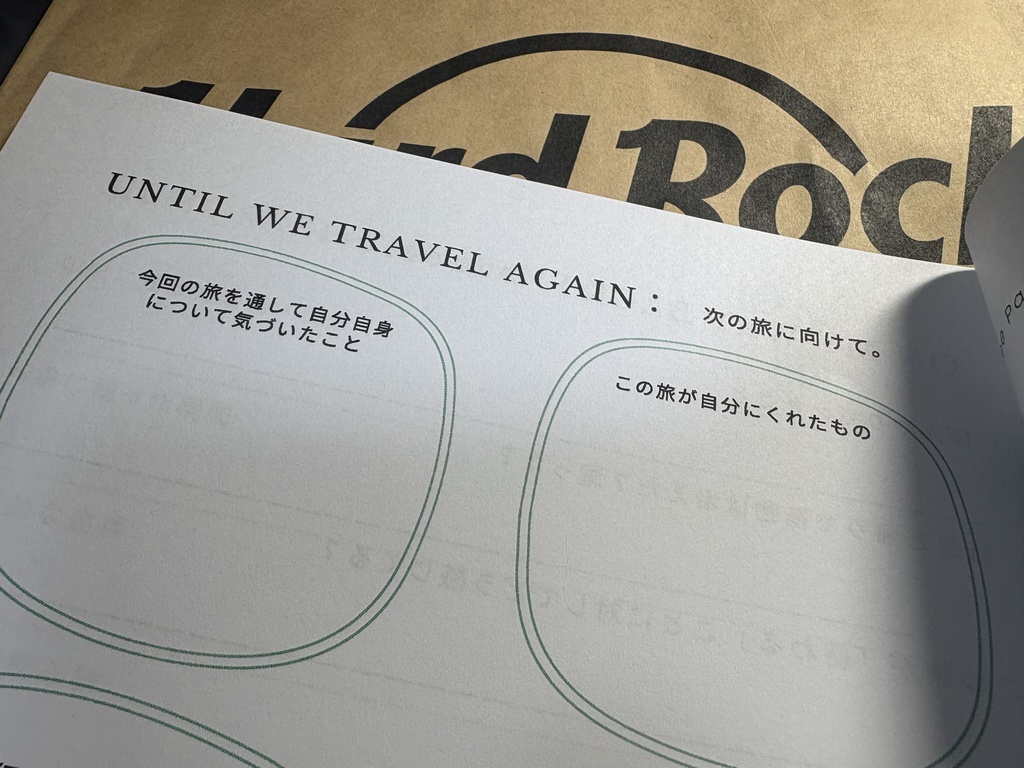 Hard Rock
UNTIL WE TRAVEL AGAIN：
次の旅に向けて。
今回の旅を通して自分自身
について気づいたこと
この旅が自分にくれたもの